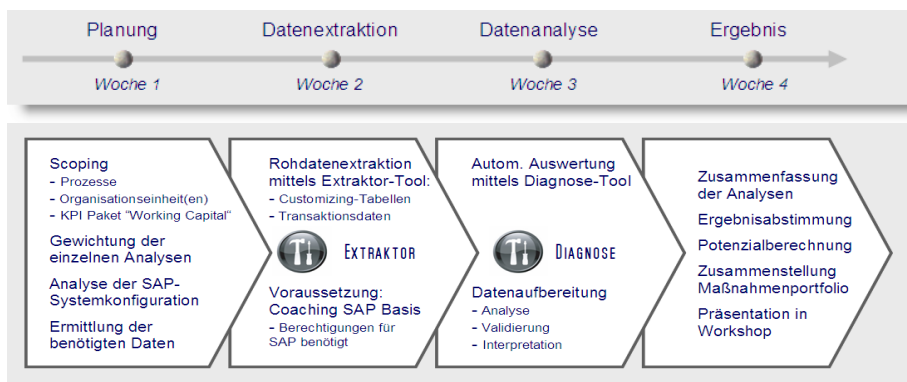 Planung
Datenextraktion
Datenanalyse
Ergebnis
Woche 1
Woche 2
Woche 3
Woche 4
Scoping
- Prozesse
- Organisationseinheit(en)
- KPI Paket "Working Capital"
Gewichtung der
einzelnen Analysen
Analyse der SAP-
Systemkonfiguration
Ermittlung der
benötigten Daten
Rohdatenextraktion
mittels Extraktor-Tool:
- Customizing-Tabellen
- Transaktionsdaten
EXTRAKTOR
Voraussetzung:
Coaching SAP Basis
- Berechtigungen für
SAP benötigt
Autom. Auswertung
mittels Diagnose-Tool
DIAGNOSE
Datenaufbereitung
- Analyse
- Validierung
- Interpretation
Zusammenfassung
der Analysen
Ergebnisabstimmung
Potenzialberechnung
Zusammenstellung
Maßnahmenportfolio
Präsentation in
Workshop